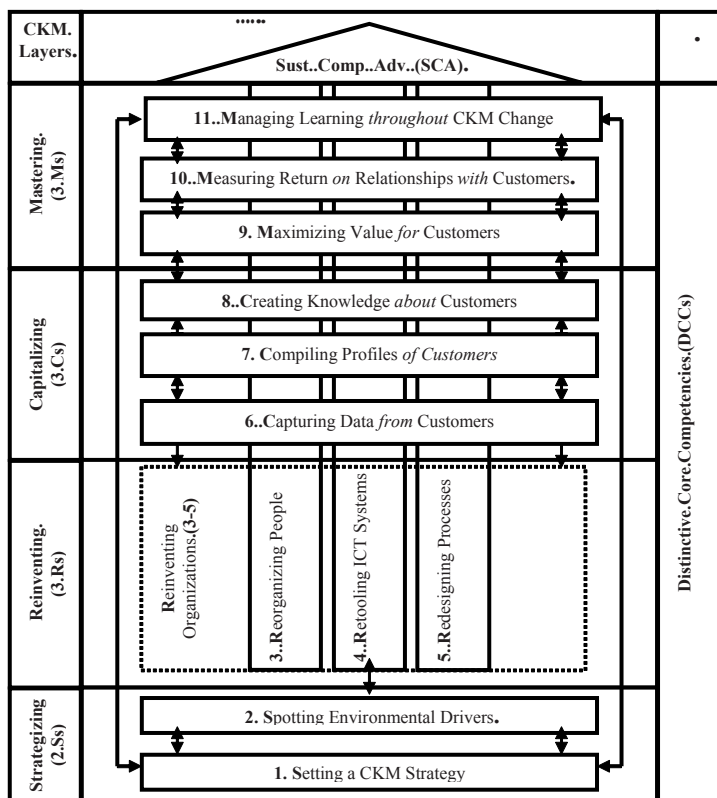 CKM.
Layers.
......
.
Sust..Comp..Adv..(SCA).
Mastering.
(3.Ms)
11..Managing Learning throughout CKM Change
10..Measuring Return on Relationships with Customers.
9. Maximizing Value for Customers
Capitalizing
(3.Cs)
8..Creating Knowledge about Customers
7. Compiling Profiles of Customers
6..Capturing Data from Customers
Reinventing.
(3.Rs)
Reinventing
Organizations.(3-5)
3..Reorganizing People
4..Retooling ICT Systems
5..Redesigning Processes
Strategizing
(2.Ss)
2. Spotting Environmental Drivers.
1. Setting a CKM Strategy
Distinctive.Core.Competencies.(DCCs)